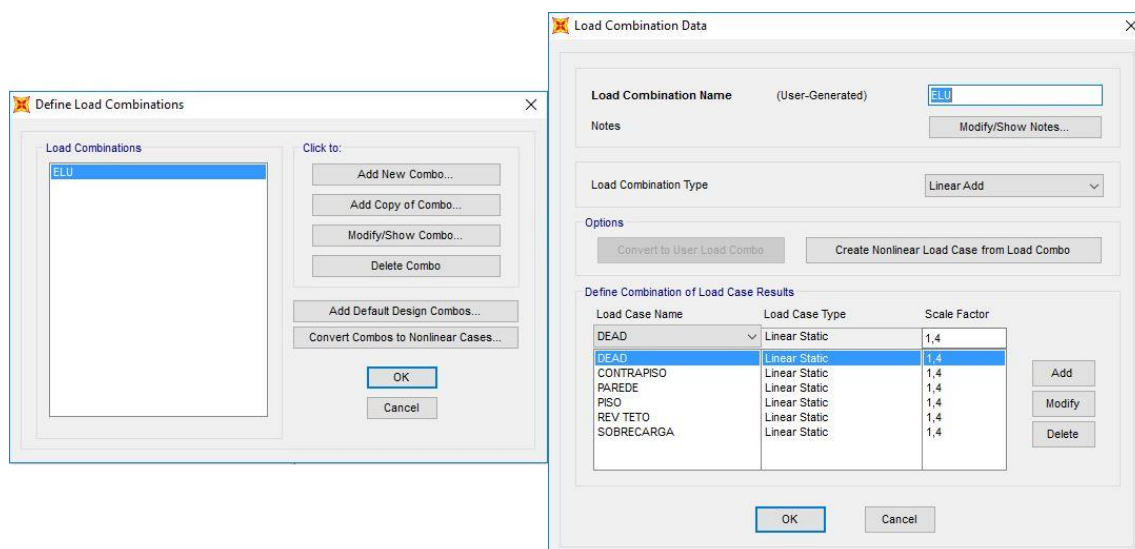 Define Load Combinations
Load Combinations
ELU
Click to:
Add New Combo...
Add Copy of Combo...
Modify/Show Combo...
Delete Combo
Add Default Design Combos...
Convert Combos to Nonlinear Cases...
OK
Cancel
Load Combination Data
Load Combination Name (User-Generated) ELU
Notes Modify/Show Notes...
Load Combination Type Linear Add
Options
Convert to User Load Combo Create Nonlinear Load Case from Load Combo
Define Combination of Load Case Results
Load Case Name Load Case Type Scale Factor
DEAD Linear Static 1,4
DEAD Linear Static 1,4
CONTRAPISO Linear Static 1,4
PAREDE Linear Static 1,4
PISO Linear Static 1,4
REV TETO Linear Static 1,4
SOBRECARGA Linear Static 1,4
Add
Modify
Delete
OK Cancel